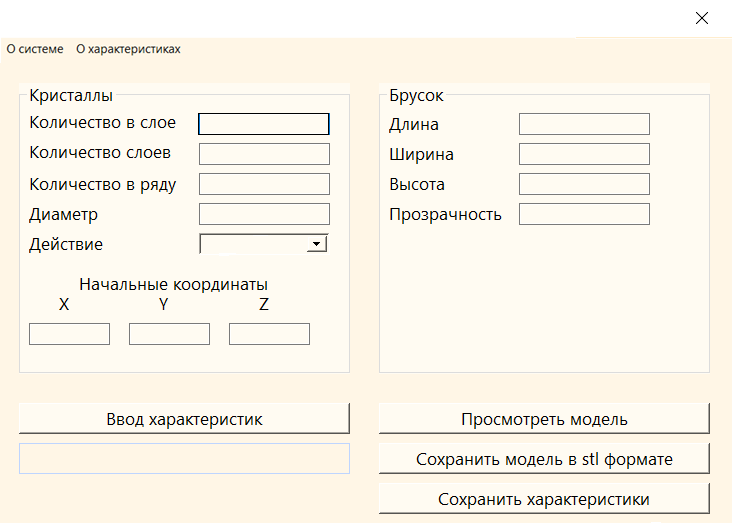 О системе О характеристиках
Кристаллы
Количество в слое
Количество слоев
Количество в ряду
Диаметр
Действие
Начальные координаты
X Y Z
Ввод характеристик
Брусок
Длина
Ширина
Высота
Прозрачность
Просмотреть модель
Сохранить модель в stl формате
Сохранить характеристики